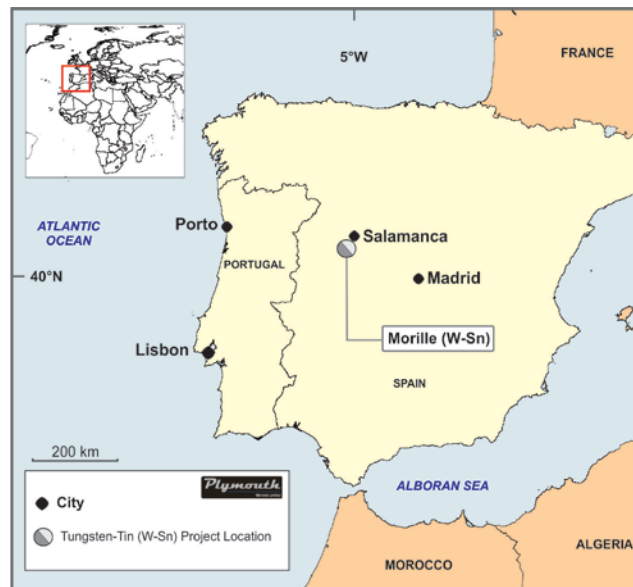 5°W
FRANCE
ATLANTIC
OCEAN
Porto
Salamanca
PORTUGAL
40°N
Madrid
Morille (W-Sn)
Lisbon
SPAIN
200 km
Plymouth
City
ALBORAN SEA
Tungsten-Tin (W-Sn) Project Location
MOROCCO
ALGERIA